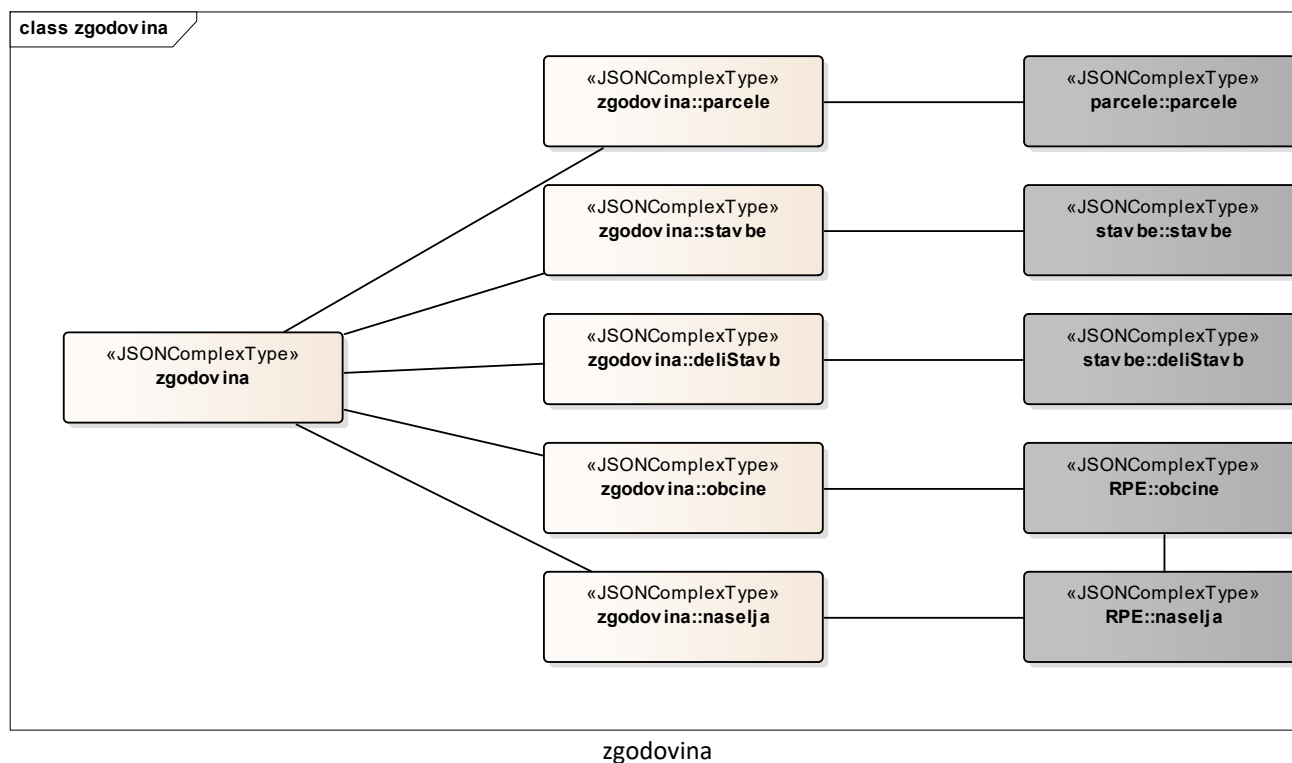 class zgodovina
«JSONComplexType»
zgodovina::parcele
«JSONComplexType»
parcele::parcele
«JSONComplexType»
zgodovina::stavbe
«JSONComplexType»
stavbe::stavbe
«JSONComplexType»
zgodovina
«JSONComplexType»
zgodovina::deliStavb
«JSONComplexType»
stavbe::deliStavb
«JSONComplexType»
zgodovina::obcine
«JSONComplexType»
RPE::obcine
«JSONComplexType»
zgodovina::naselja
«JSONComplexType»
RPE::naselja
zgodovina